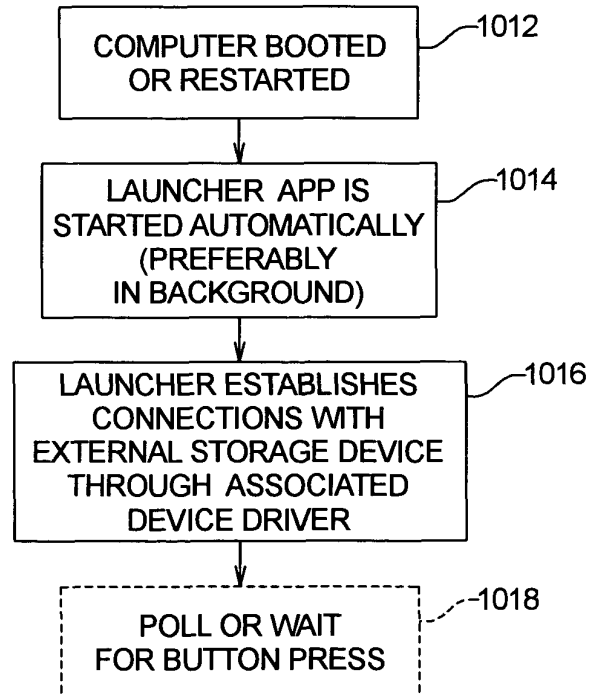 COMPUTER BOOTED
OR RESTARTED
1012
LAUNCHER APP IS
STARTED AUTOMATICALLY
(PREFERABLY
IN BACKGROUND)
1014
LAUNCHER ESTABLISHES
CONNECTIONS WITH
EXTERNAL STORAGE DEVICE
THROUGH ASSOCIATED
DEVICE DRIVER
1016
POLL OR WAIT
FOR BUTTON PRESS
1018